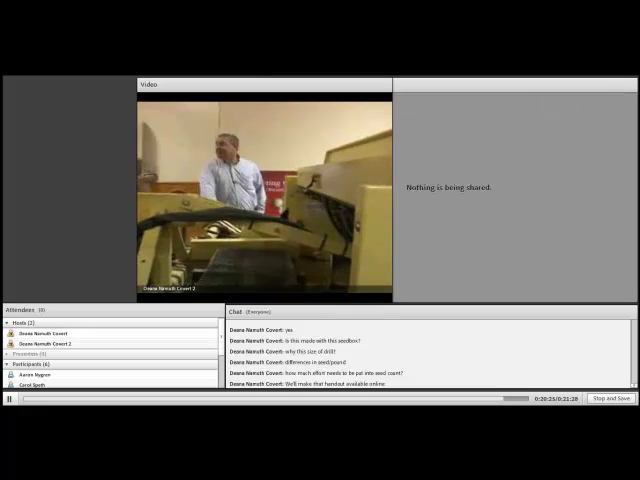 Video
Nothing is being shared.
Deana Namuth Covert 2
Attendees (8)
Hosts (2)
Deana Namuth Covert
Deana Namuth Covert 2
Presenters (0)
Participants (6)
Aaron Nygren
Carol Speth
Chat (Everyone)
Deana Namuth Covert: yes
Deana Namuth Covert: is this made with this seedbox?
Deana Namuth Covert: why this size of drill?
Deana Namuth Covert: differences in seed/pound
Deana Namuth Covert: how much effort needs to be put into seed count?
Deana Namuth Covert: We'll make that handout available online
0:20:25/0:21:28
Stop and Save